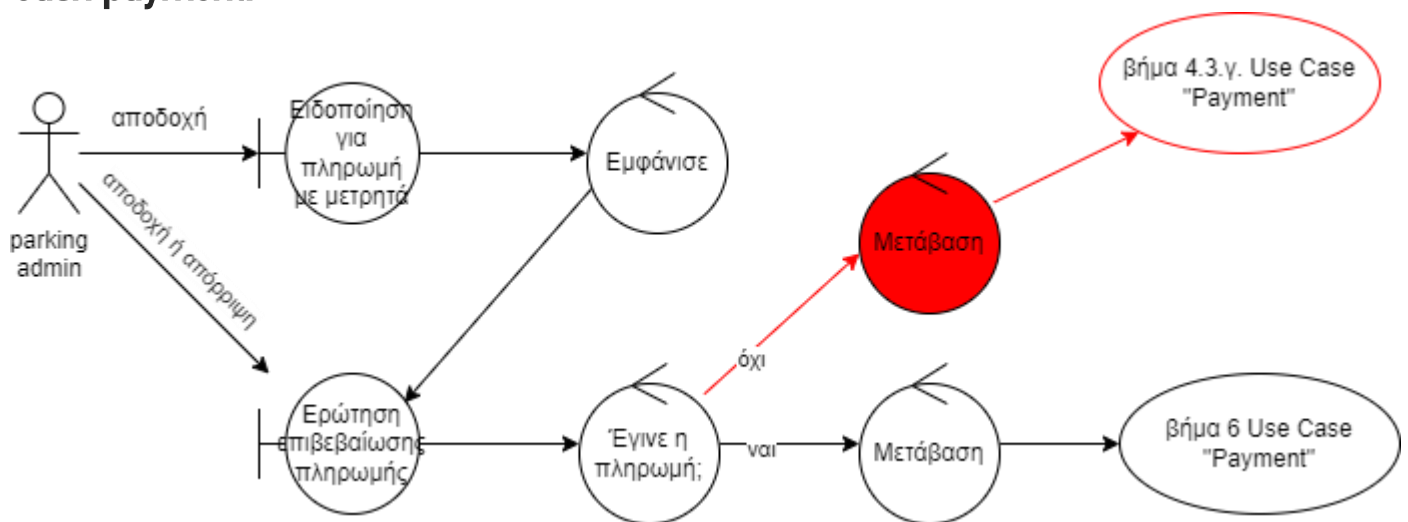 cash payment:
βήμα 4.3.γ. Use Case
"Payment"
αποδοχή
Ειδοποίηση
για
πληρωμή
με μετρητά
Εμφάνισε
αποδοχή ή απόρριψη
parking
admin
Μετάβαση
όχι
Ερώτηση
επιβεβαίωσης
πληρωμής
Έγινε η
πληρωμή;
ναι
Μετάβαση
βήμα 6 Use Case
"Payment"